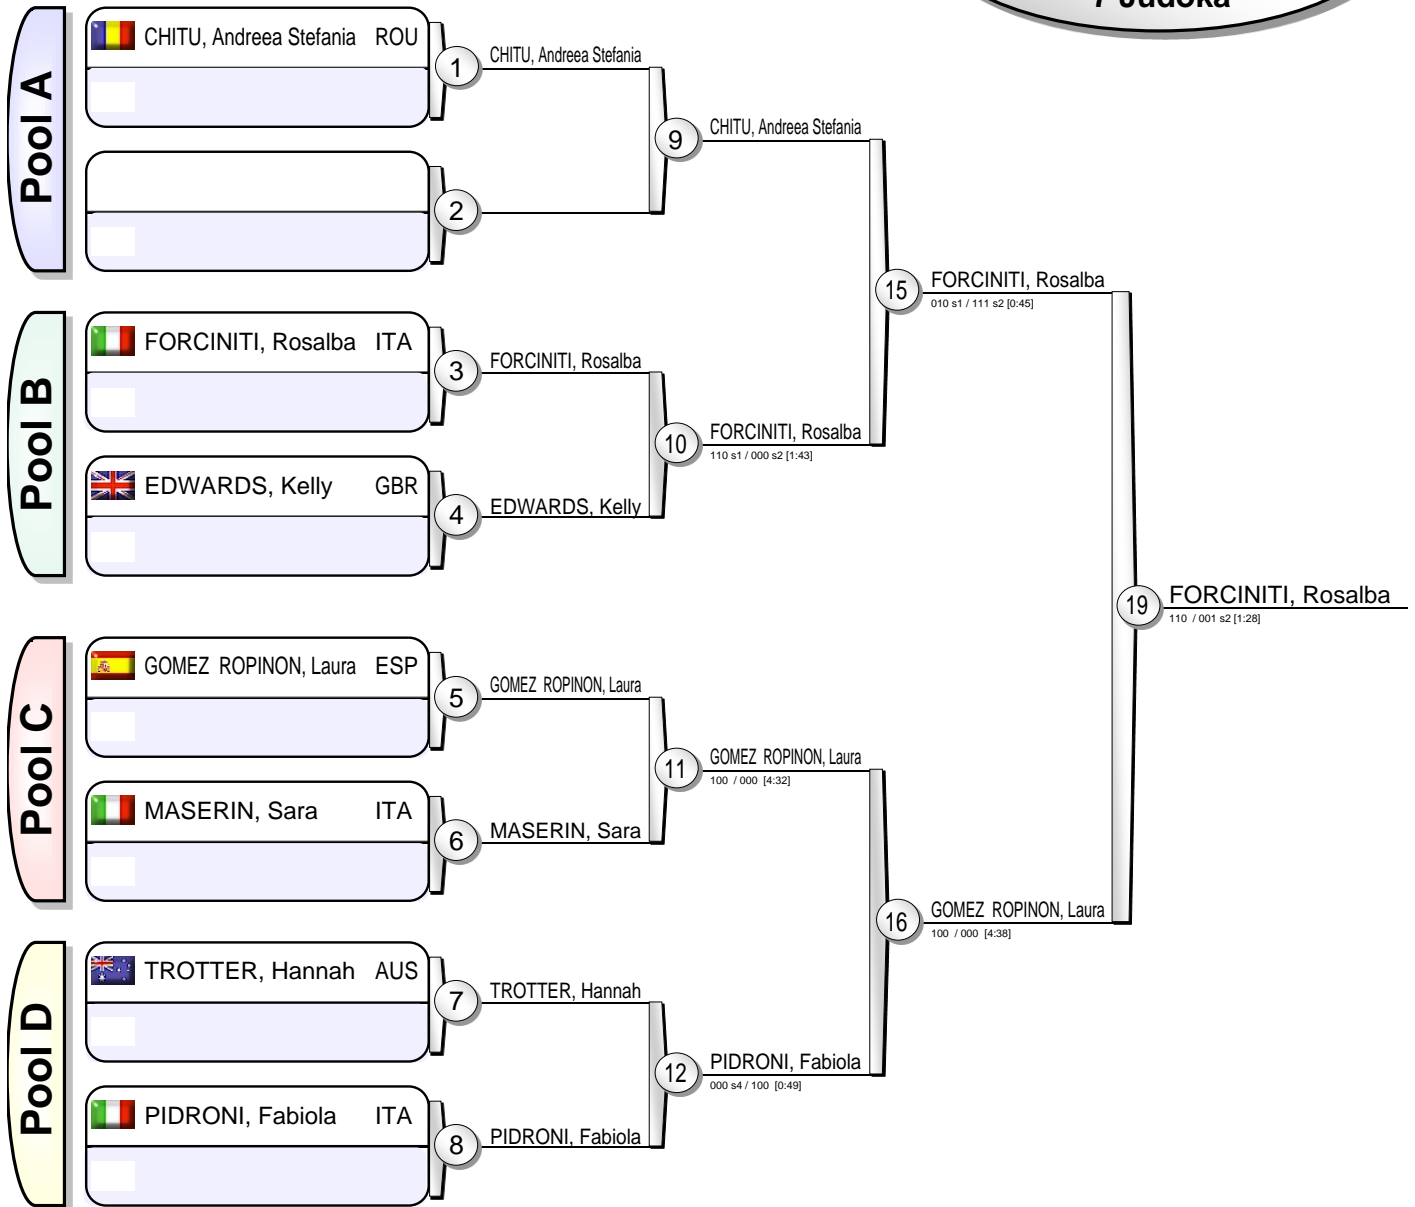 7 Judoka
Pool A
CHITU, Andreea Stefania ROU
1
CHITU, Andreea Stefania
2
9
CHITU, Andreea Stefania
Pool B
FORCINITI, Rosalba ITA
3
FORCINITI, Rosalba
EDWARDS, Kelly GBR
4
EDWARDS, Kelly
10
FORCINITI, Rosalba
110 s1 / 000 s2 [1:43]
15
FORCINITI, Rosalba
010 s1 / 111 s2 [0:45]
Pool C
GOMEZ ROPINON, Laura ESP
5
GOMEZ ROPINON, Laura
MASERIN, Sara ITA
6
MASERIN, Sara
11
GOMEZ ROPINON, Laura
100 / 000 [4:32]
Pool D
TROTTER, Hannah AUS
7
TROTTER, Hannah
PIDRONI, Fabiola ITA
8
PIDRONI, Fabiola
12
PIDRONI, Fabiola
000 s4 / 100 [0:49]
16
GOMEZ ROPINON, Laura
100 / 000 [4:38]
19
FORCINITI, Rosalba
110 / 001 s2 [1:28]